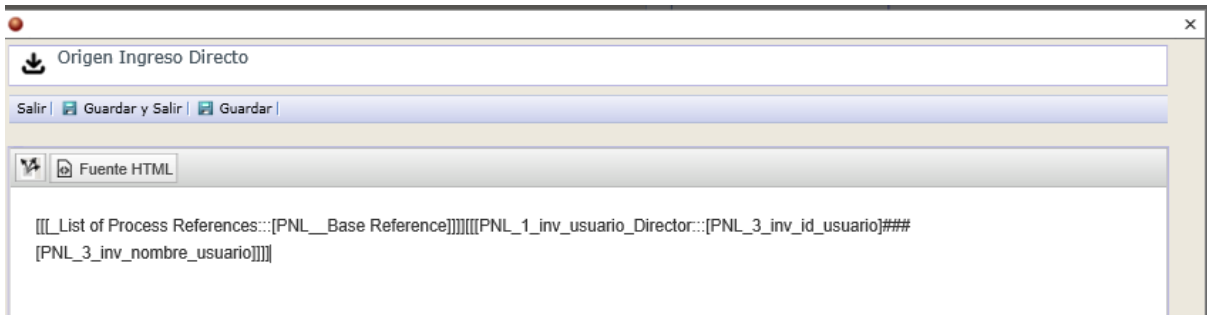 Origen Ingreso Directo
Salir| Guardar y Salir| Guardar|
Fuente HTML
[[[_List of Process References:::[PNL__Base Reference]]]][[[PNL_1_inv_usuario_Director:::[PNL_3_inv_id_usuario]###
[PNL_3_inv_nombre_usuario]]]]